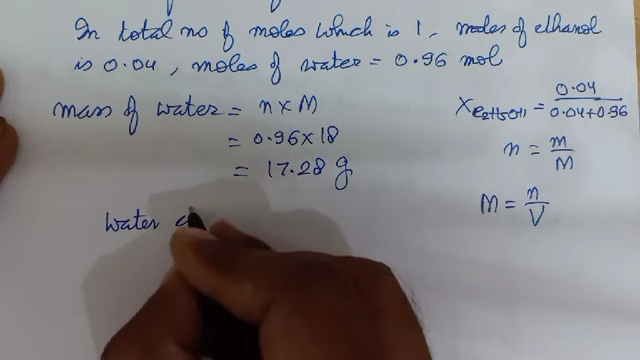 In total no of moles which is 1, moles of ethanol
is 0.04, moles of water = 0.96 mol
mass of water = n × M
= 0.96 × 18
= 17.28 g
X C2H5OH = 0.04 / 0.04 + 0.96
n = m / M
M = n / V
Water